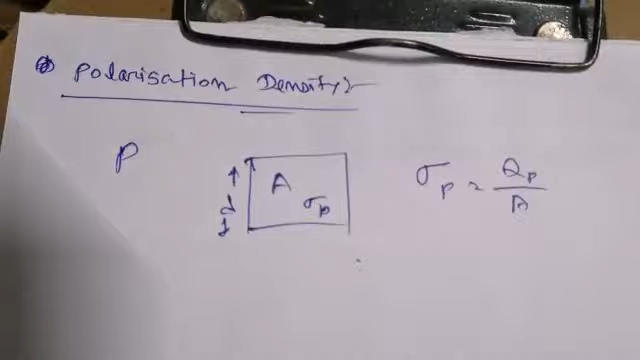 Polarisation Density:-
P
A
d
σp
σp = Qp/A